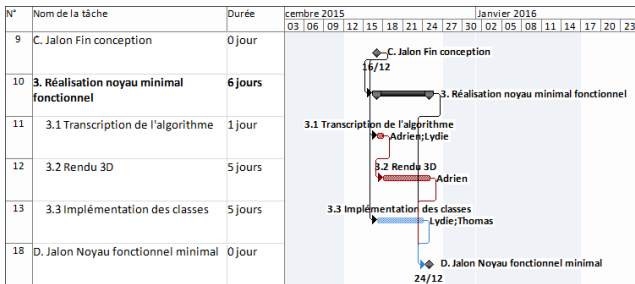 N° Nom de la tâche Durée cembre 2015 Janvier 2016
03 06 09 12 15 18 21 24 27 30 02 05 08 11 14 17 20 23
9 C. Jalon Fin conception 0 jour C. Jalon Fin conception
16/12
10 3. Réalisation noyau minimal 6 jours 3. Réalisation noyau minimal fonctionnel
fonctionnel
11 3.1 Transcription de l'algorithme 1 jour 3.1 Transcription de l'algorithme
Adrien;Lydie
12 3.2 Rendu 3D 5 jours 3.2 Rendu 3D
Adrien
13 3.3 Implémentation des classes 5 jours 3.3 Implémentation des classes
Lydie;Thomas
18 D. Jalon Noyau fonctionnel minimal 0 jour D. Jalon Noyau fonctionnel minimal
24/12